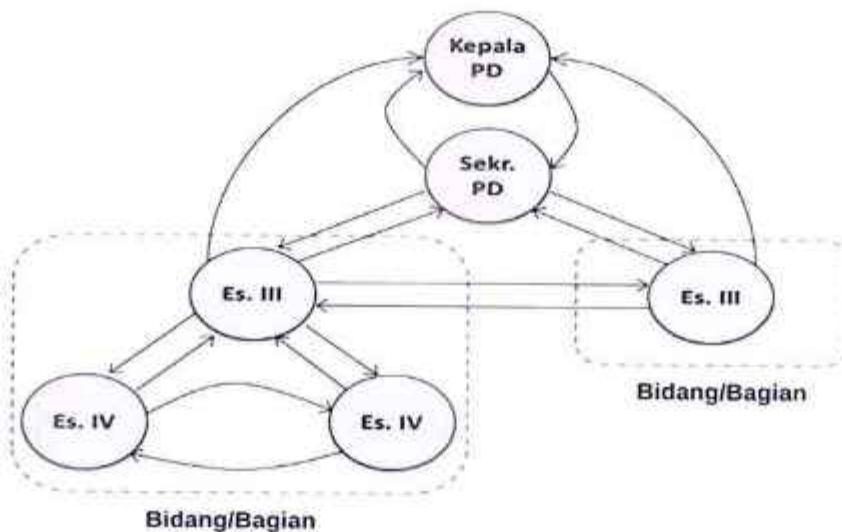 Kepala
PD
Sekr.
PD
Es. III
Es. III
Bidang/Bagian
Es. IV
Es. IV
Bidang/Bagian